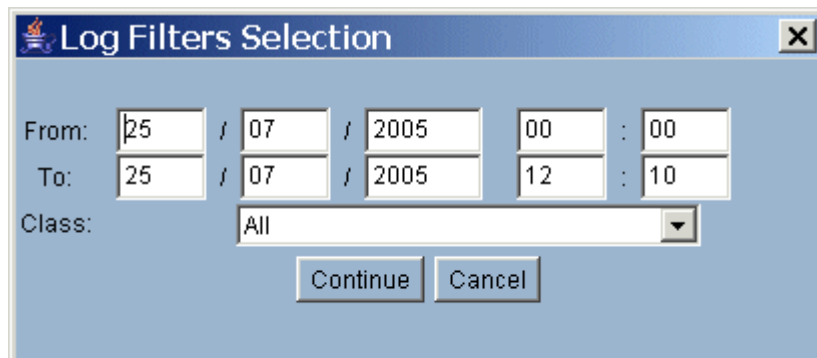 Log Filters Selection
From: 25 / 07 / 2005 00 : 00
To: 25 / 07 / 2005 12 : 10
Class: All
Continue Cancel